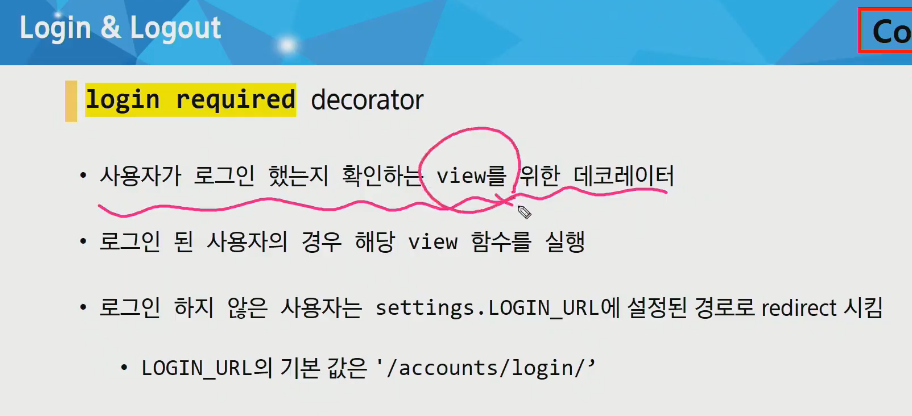 Login & Logout
Co
login required decorator
• 사용자가 로그인 했는지 확인하는 view를 위한 데코레이터
• 로그인 된 사용자의 경우 해당 view 함수를 실행
• 로그인 하지 않은 사용자는 settings.LOGIN_URL에 설정된 경로로 redirect 시킴
• LOGIN_URL의 기본 값은 '/accounts/login/’